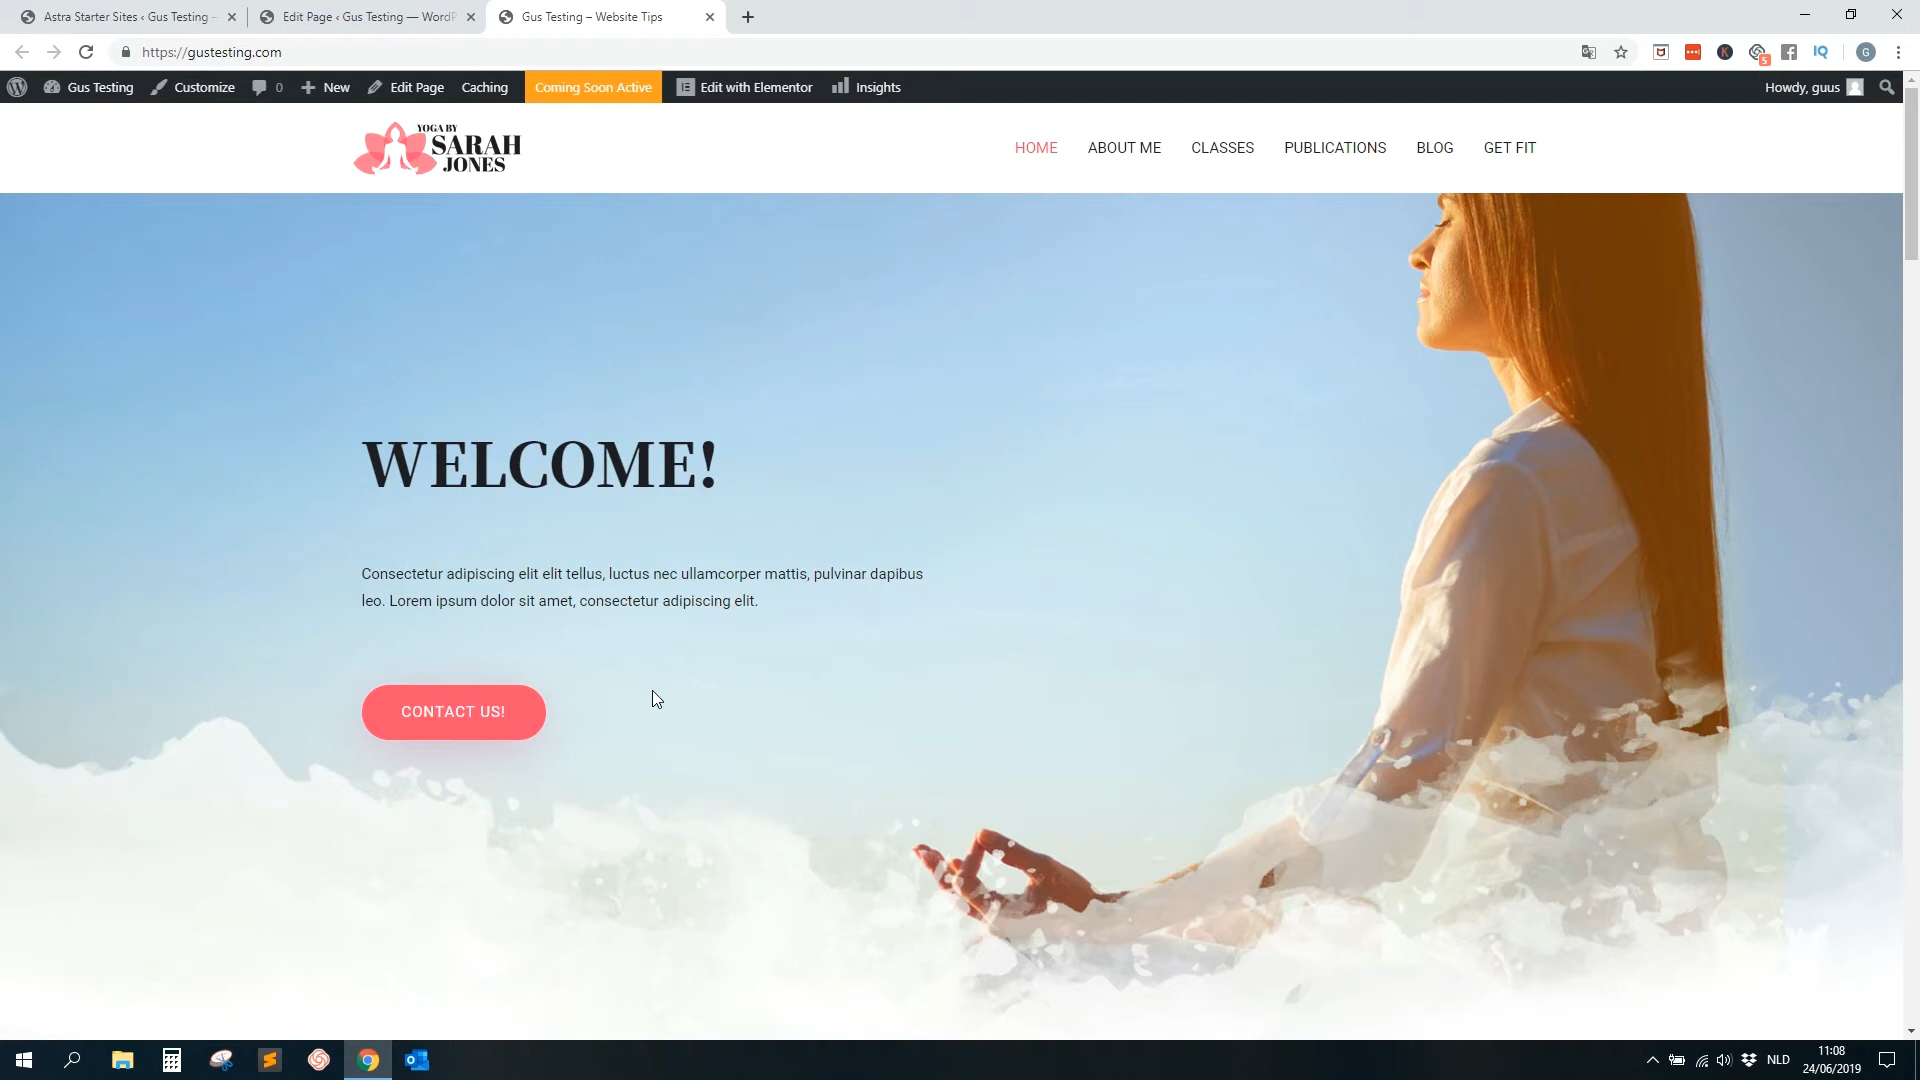 Astra Starter Sites ‹ Gus Testing –
Edit Page ‹ Gus Testing — WordP
Gus Testing – Website Tips
https://gustesting.com
G
5
IQ
K
Gus Testing
Customize
0
New
Edit Page
Caching
Coming Soon Active
Edit with Elementor
Insights
Howdy, guus
YOGA BY
SARAH
JONES
HOME
ABOUT ME
CLASSES
PUBLICATIONS
BLOG
GET FIT
WELCOME!
Consectetur adipiscing elit elit tellus, luctus nec ullamcorper mattis, pulvinar dapibus
leo. Lorem ipsum dolor sit amet, consectetur adipiscing elit.
CONTACT US!
NLD
11:08
24/06/2019